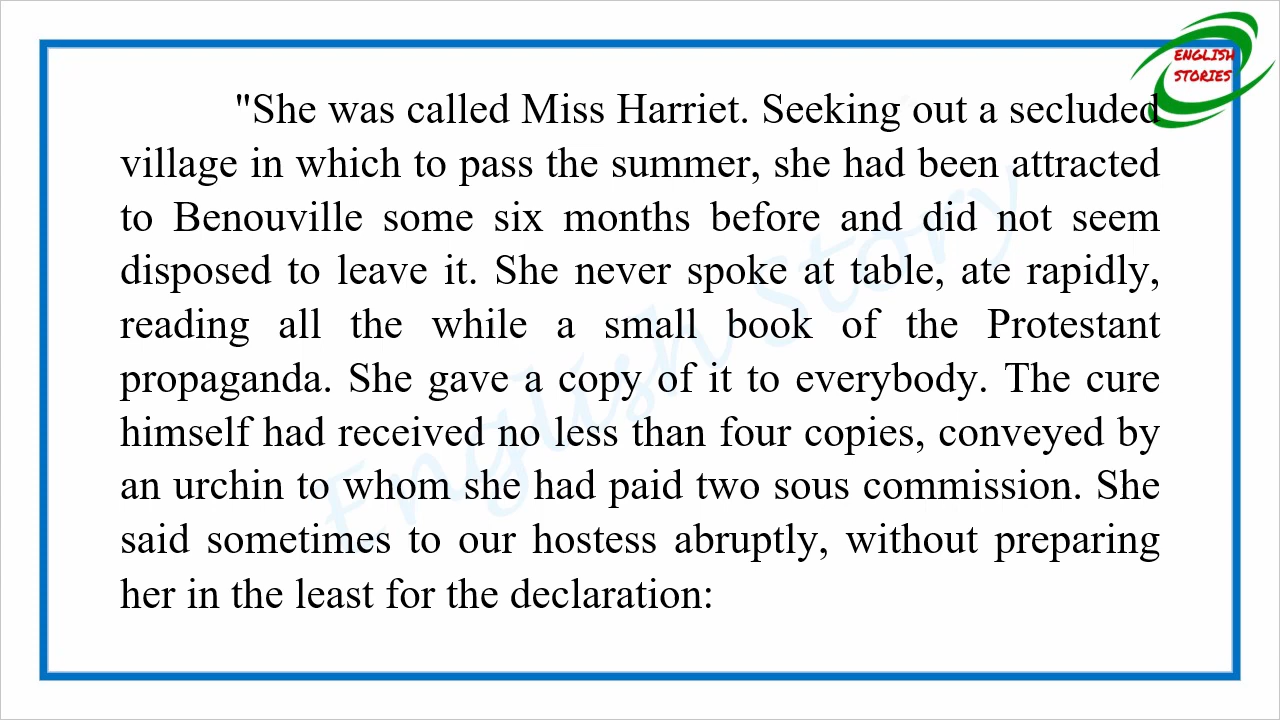 ENGLISH
STORIES
"She was called Miss Harriet. Seeking out a secluded
village in which to pass the summer, she had been attracted
to Benouville some six months before and did not seem
disposed to leave it. She never spoke at table, ate rapidly,
reading all the while a small book of the Protestant
propaganda. She gave a copy of it to everybody. The cure
himself had received no less than four copies, conveyed by
an urchin to whom she had paid two sous commission. She
said sometimes to our hostess abruptly, without preparing
her in the least for the declaration:
English Story